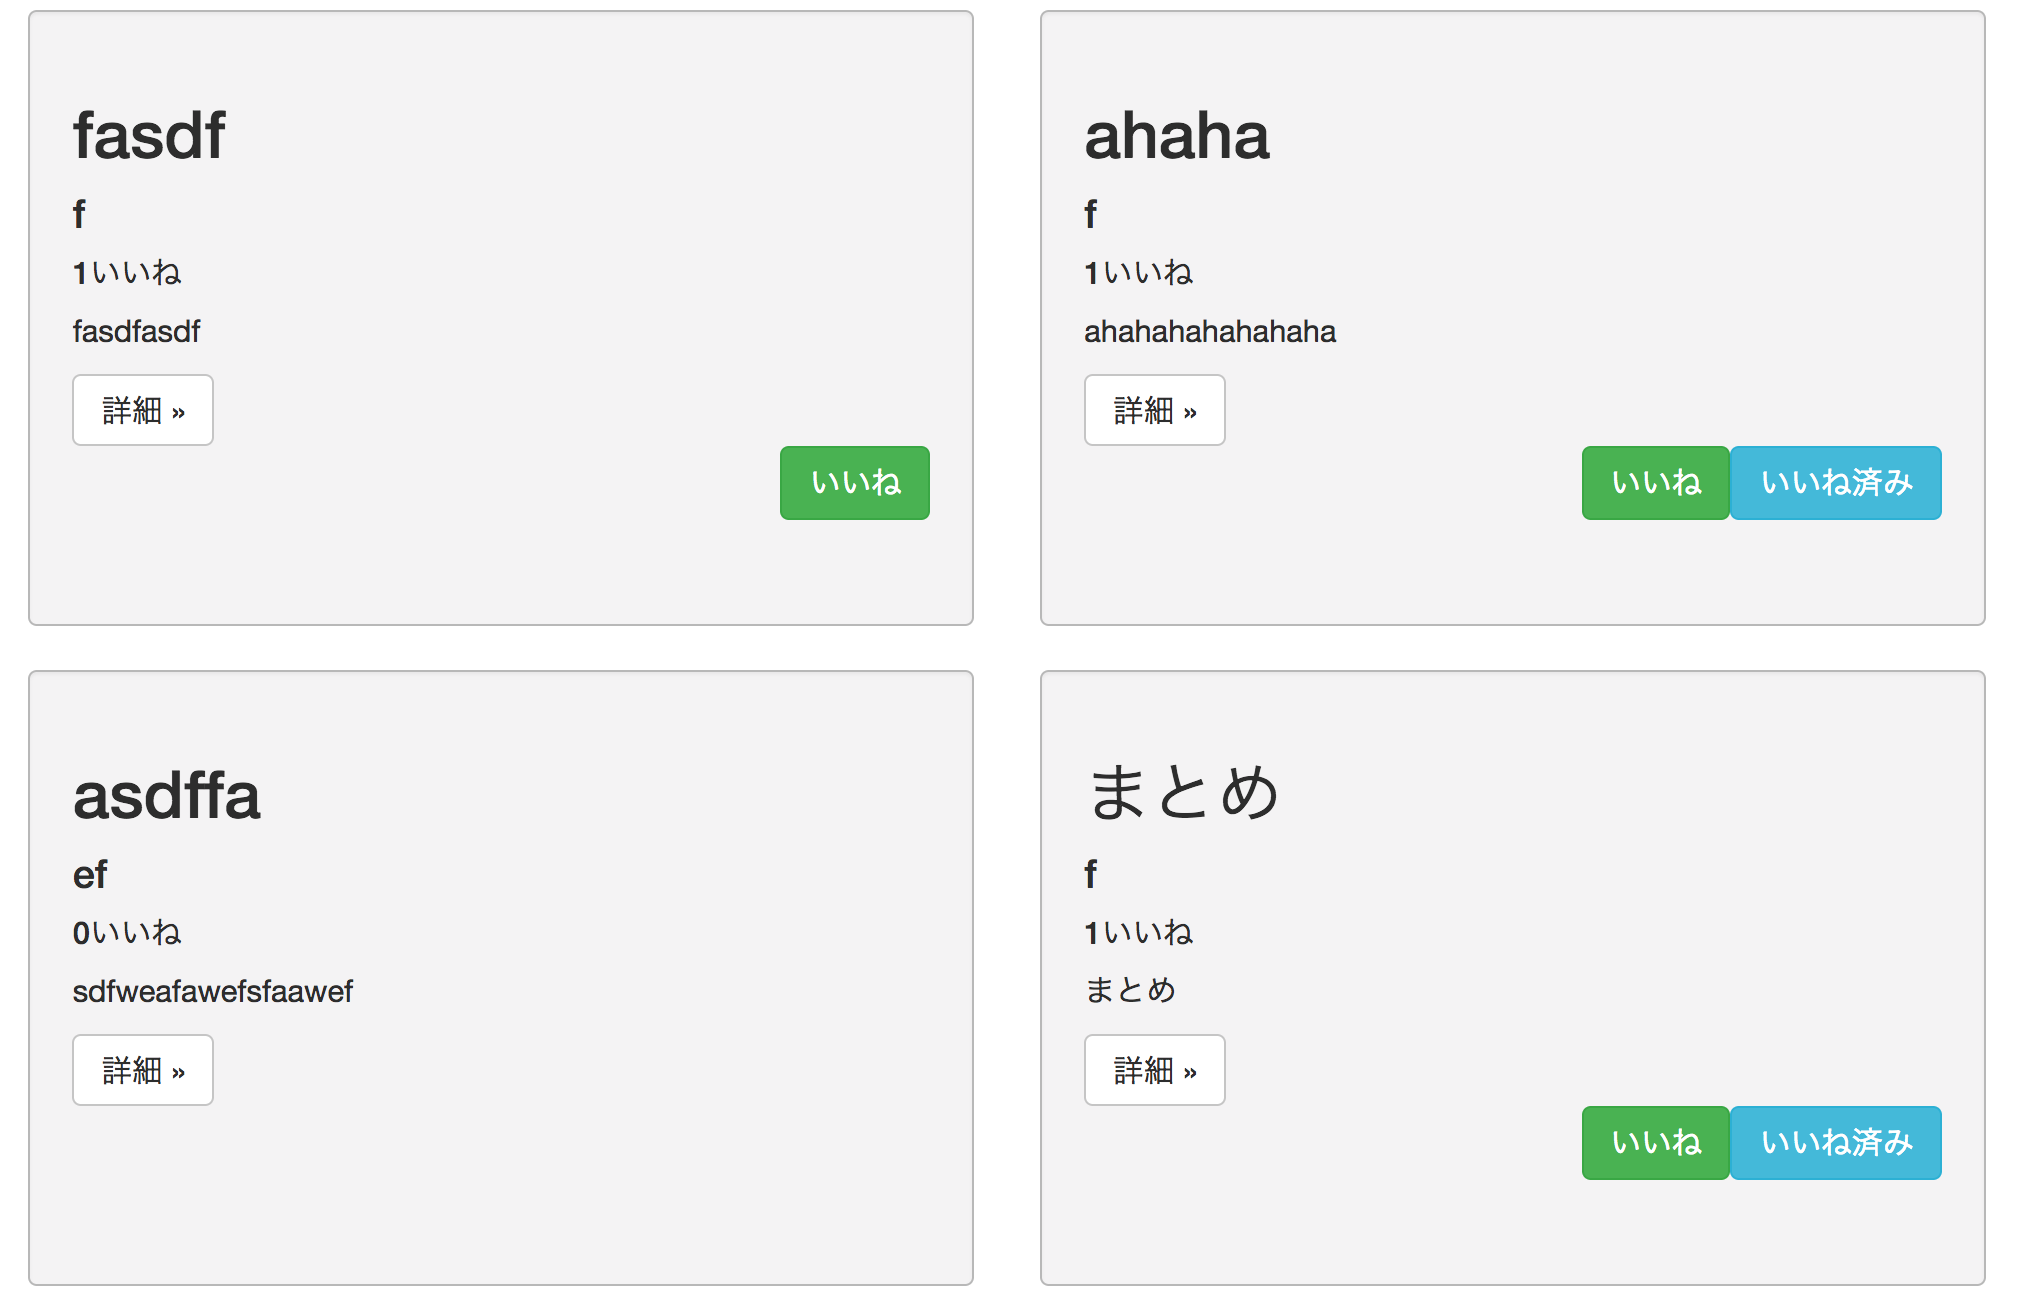 fasdf
f
1いいね
fasdfasdf
詳細 »
いいね
ahaha
f
1いいね
ahahahahahahaha
詳細 »
いいね いいね済み
asdffa
ef
0いいね
sdfweafawefsfaawef
詳細 »
まとめ
f
1いいね
まとめ
詳細 »
いいね いいね済み